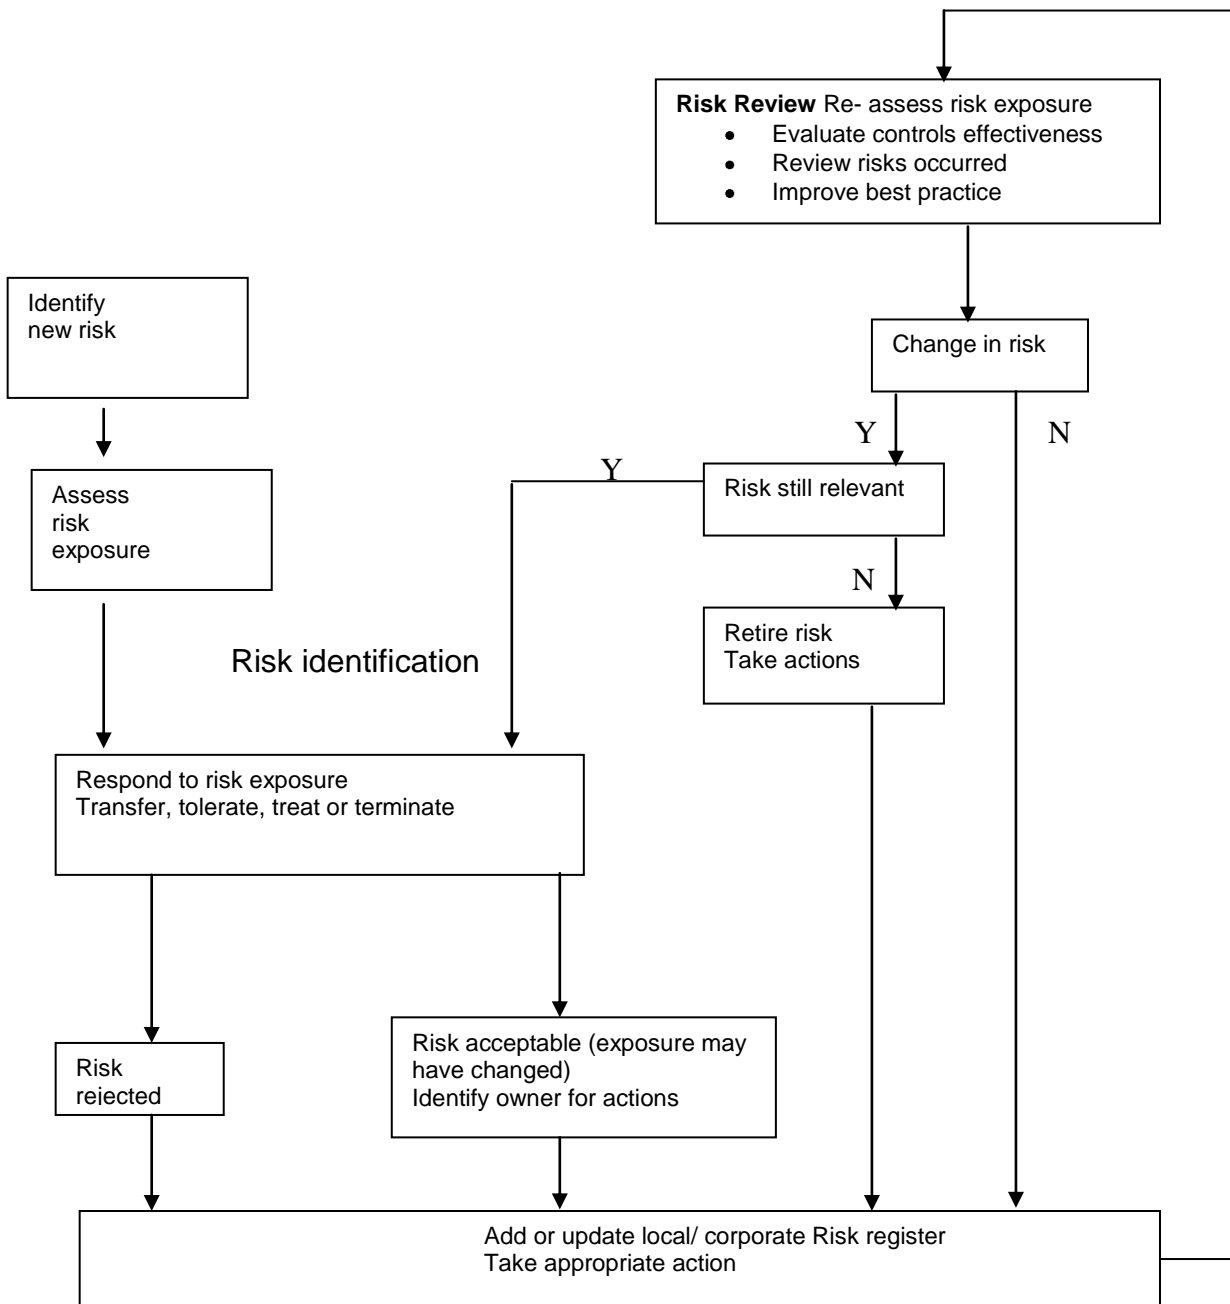 Risk Review Re- assess risk exposure
• Evaluate controls effectiveness
• Review risks occurred
• Improve best practice
Identify
new risk
Change in risk
Y
N
Y
Risk still relevant
Assess
risk
exposure
N
Retire risk
Take actions
Risk identification
Respond to risk exposure
Transfer, tolerate, treat or terminate
Risk
rejected
Risk acceptable (exposure may
have changed)
Identify owner for actions
Add or update local/ corporate Risk register
Take appropriate action